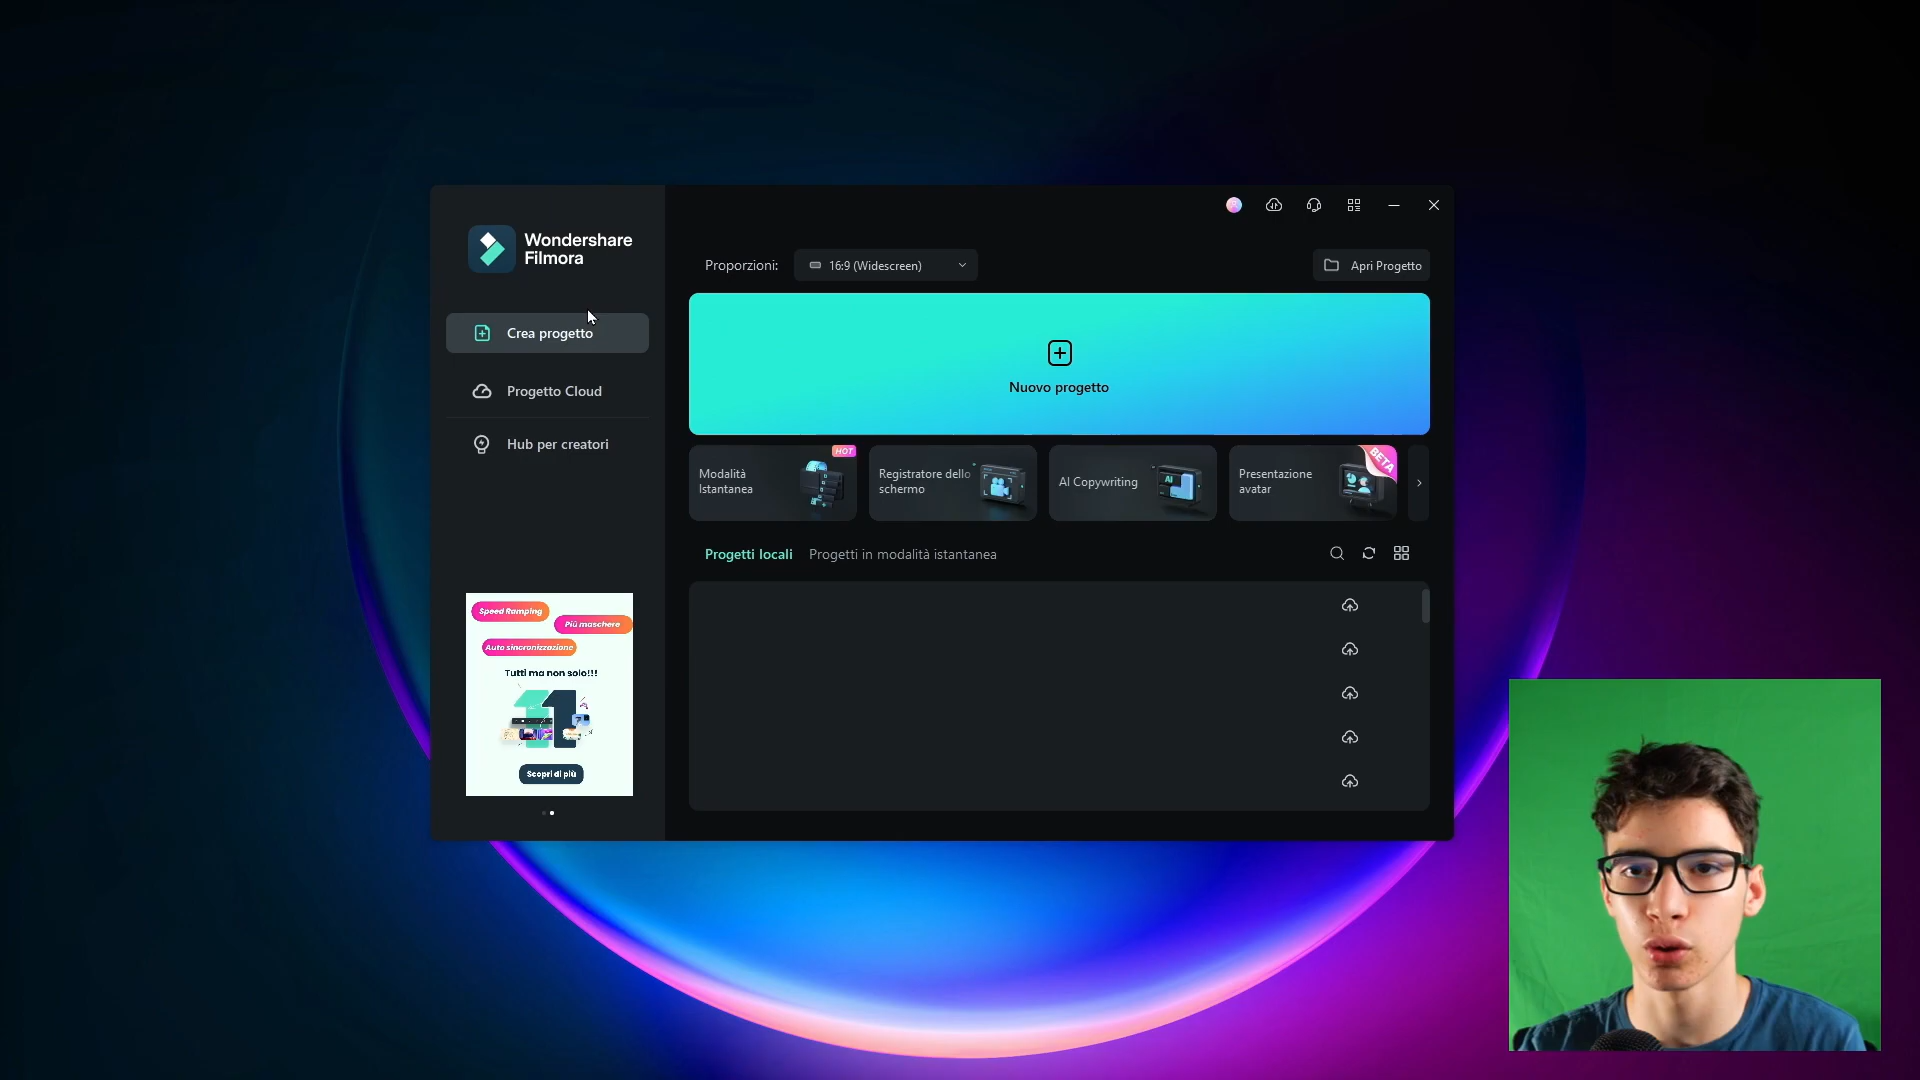 Wondershare
Filmora
Crea progetto
Progetto Cloud
Hub per creatori
Proporzioni:
16:9 (Widescreen)
Apri Progetto
Nuovo progetto
Modalità
Istantanea
HOT
Registratore dello
schermo
AI Copywriting
AI
Presentazione
avatar
BETA
Progetti locali
Progetti in modalità istantanea
Speed Ramping
Più maschere
Auto sincronizzazione
Tutti ma non solo!!!
11
Scopri di più